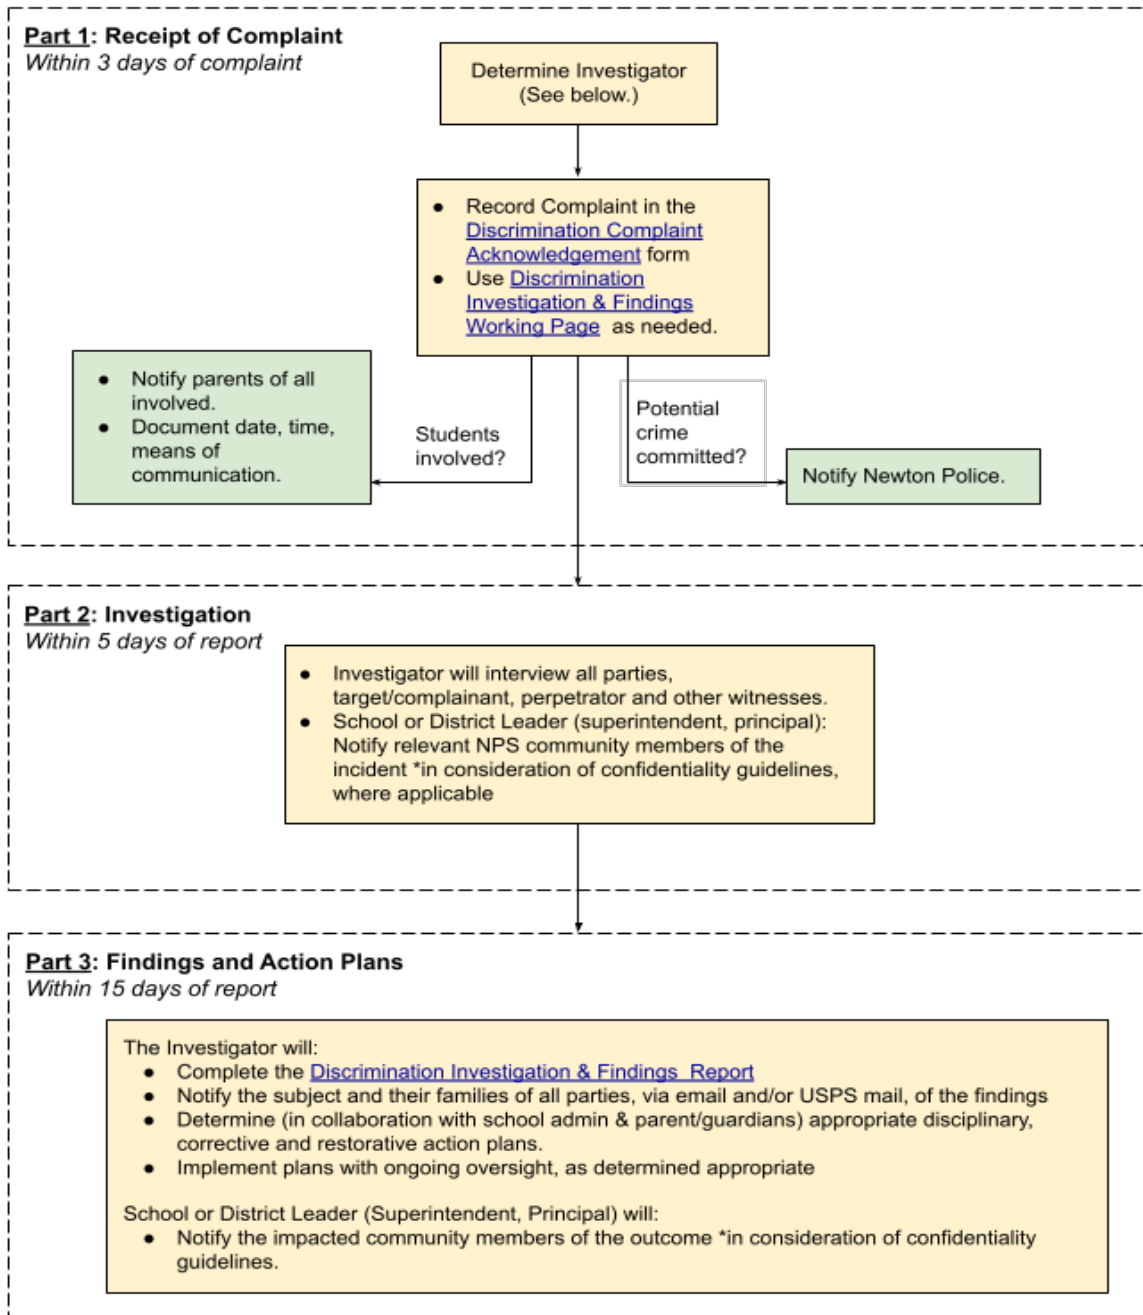 Part 1: Receipt of Complaint
Within 3 days of complaint
Determine Investigator
(See below.)
● Record Complaint in the
Discrimination Complaint
Acknowledgement form
● Use Discrimination
Investigation & Findings
Working Page as needed.
● Notify parents of all
involved.
● Document date, time,
means of
communication.
Students
involved?
Potential
crime
committed?
Notify Newton Police.
Part 2: Investigation
Within 5 days of report
● Investigator will interview all parties,
target/complainant, perpetrator and other witnesses.
● School or District Leader (superintendent, principal):
Notify relevant NPS community members of the
incident *in consideration of confidentiality guidelines,
where applicable
Part 3: Findings and Action Plans
Within 15 days of report
The Investigator will:
● Complete the Discrimination Investigation & Findings Report
● Notify the subject and their families of all parties, via email and/or USPS mail, of the findings
● Determine (in collaboration with school admin & parent/guardians) appropriate disciplinary,
corrective and restorative action plans.
● Implement plans with ongoing oversight, as determined appropriate
School or District Leader (Superintendent, Principal) will:
● Notify the impacted community members of the outcome *in consideration of confidentiality
guidelines.